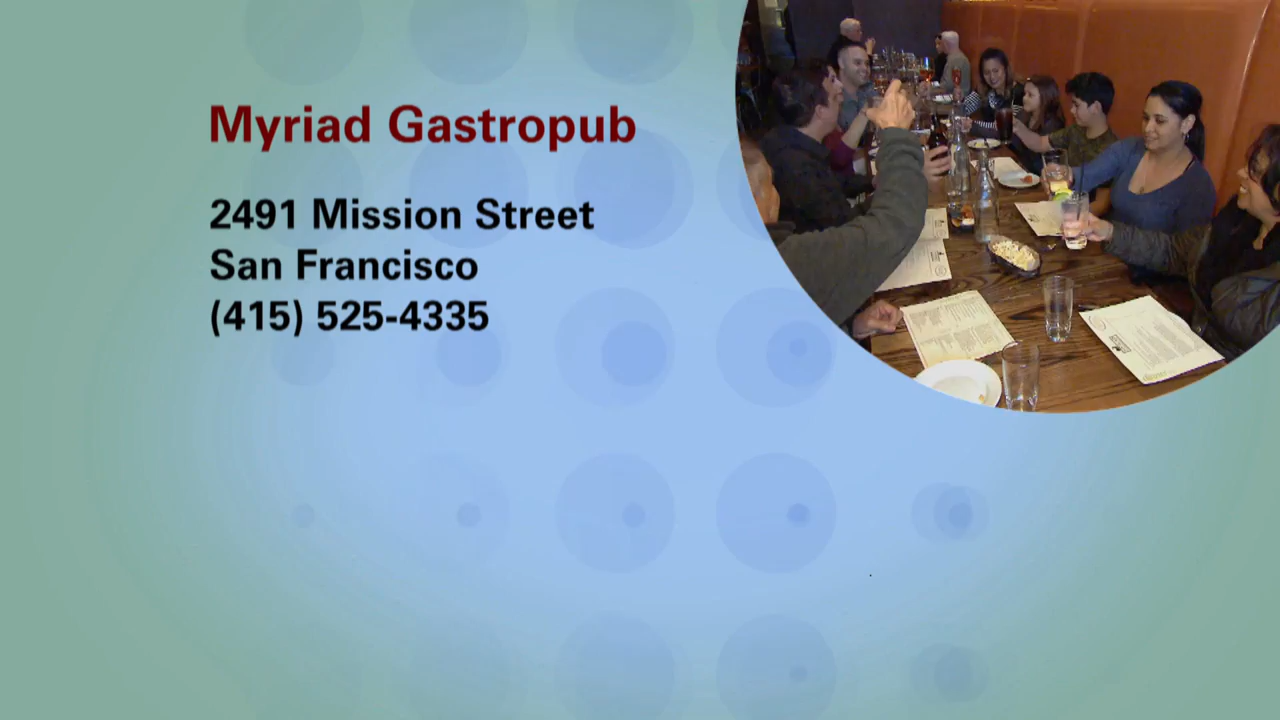 Myriad Gastropub
2491 Mission Street
San Francisco
(415) 525-4335